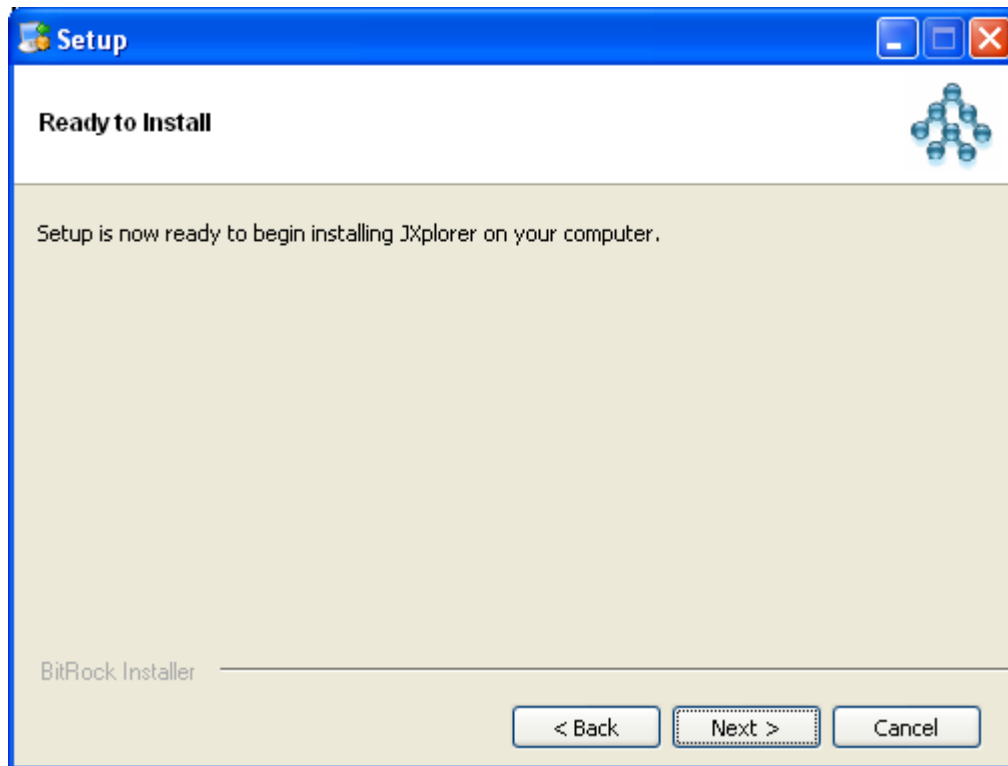 Setup
Ready to Install
Setup is now ready to begin installing JXplorer on your computer.
BitRock Installer
< Back Next > Cancel